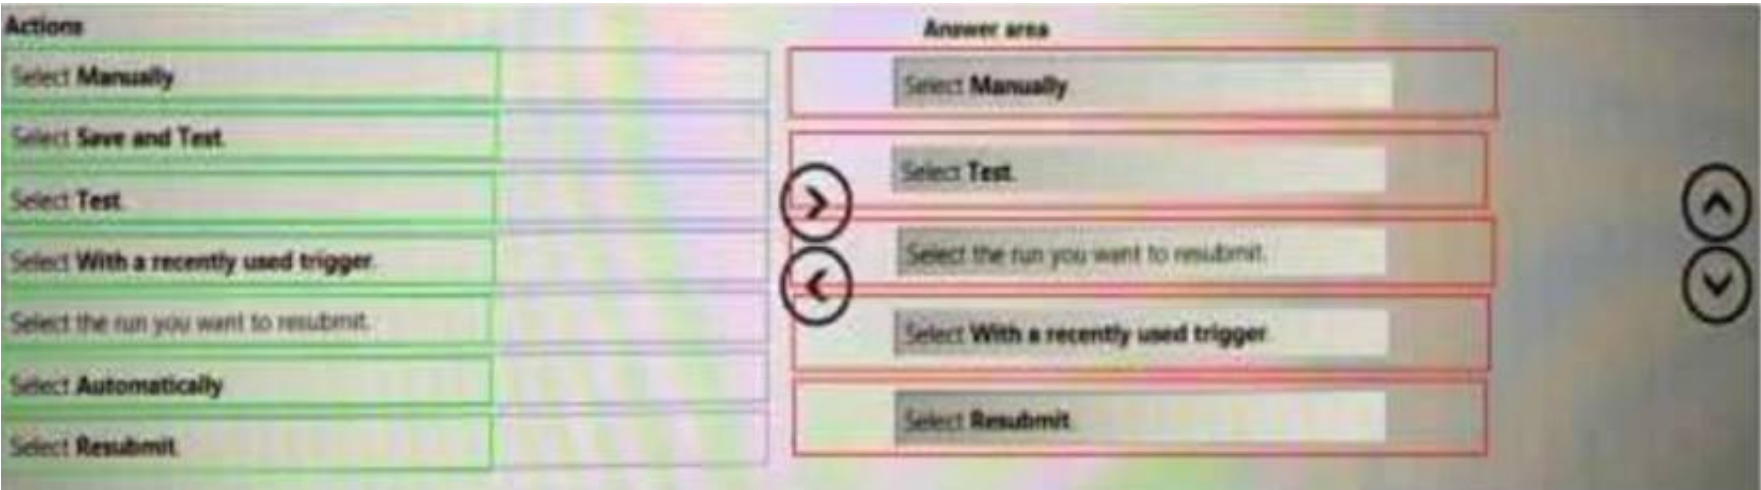 Actions
Select Manually
Select Save and Test.
Select Test.
Select With a recently used trigger.
Select the run you want to resubmit.
Select Automatically
Select Resubmit.
Answer area
Select Manually
Select Test.
Select the run you want to resubmit.
Select With a recently used trigger.
Select Resubmit.